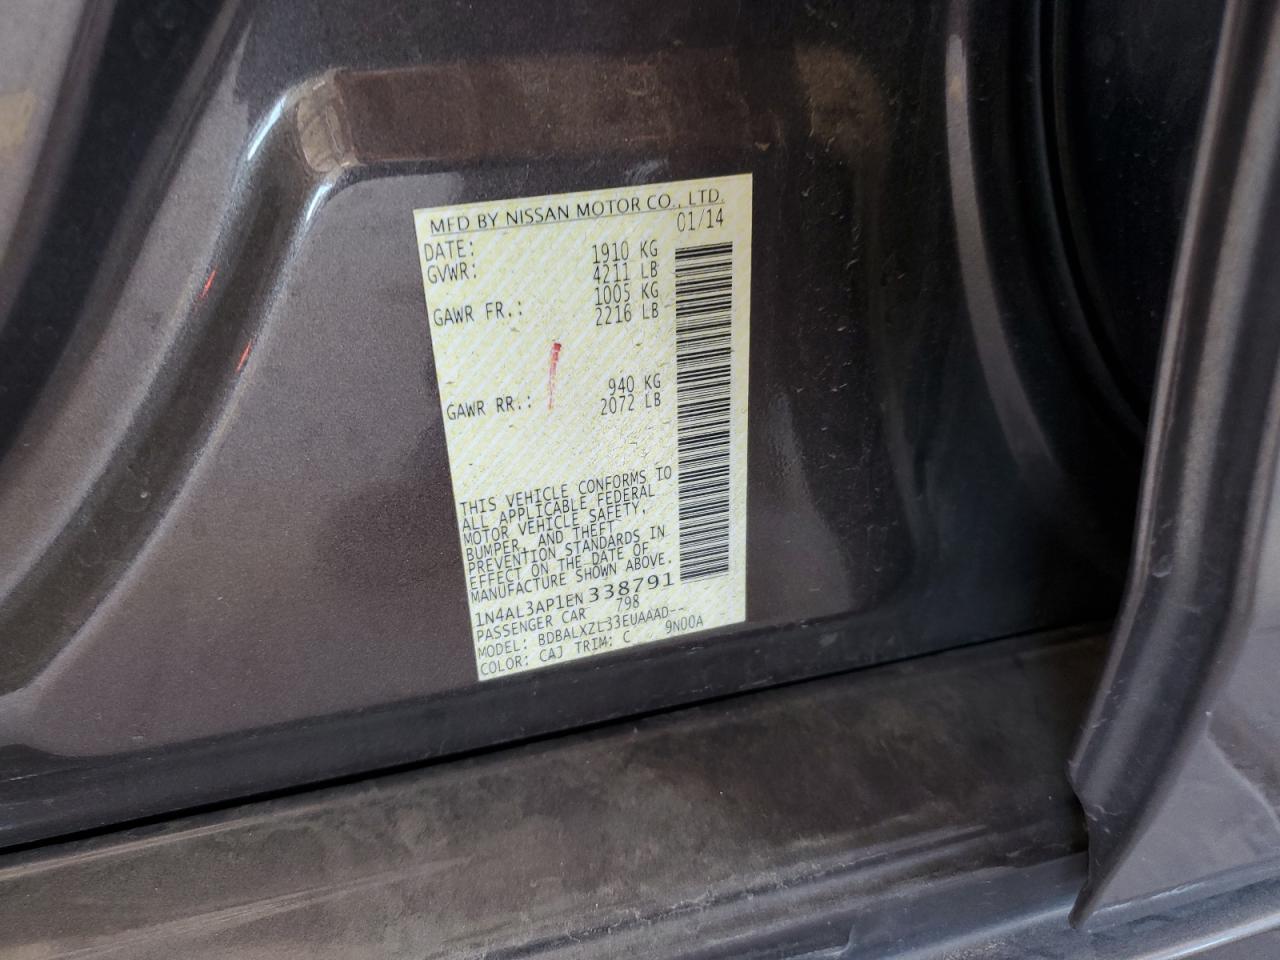 MFD BY NISSAN MOTOR CO., LTD.
DATE: 01/14
GVWR: 1910 KG
4211 LB
GAWR FR.: 1005 KG
2216 LB
GAWR RR.: 940 KG
2072 LB
THIS VEHICLE CONFORMS TO
ALL APPLICABLE FEDERAL
MOTOR VEHICLE SAFETY,
BUMPER, AND THEFT
PREVENTION STANDARDS IN
EFFECT ON THE DATE OF
MANUFACTURE SHOWN ABOVE.
1N4AL3AP1EN338791
PASSENGER CAR 798
MODEL: BDBALXZL33EUAAAD--
COLOR: CAJ TRIM: C 9N00A